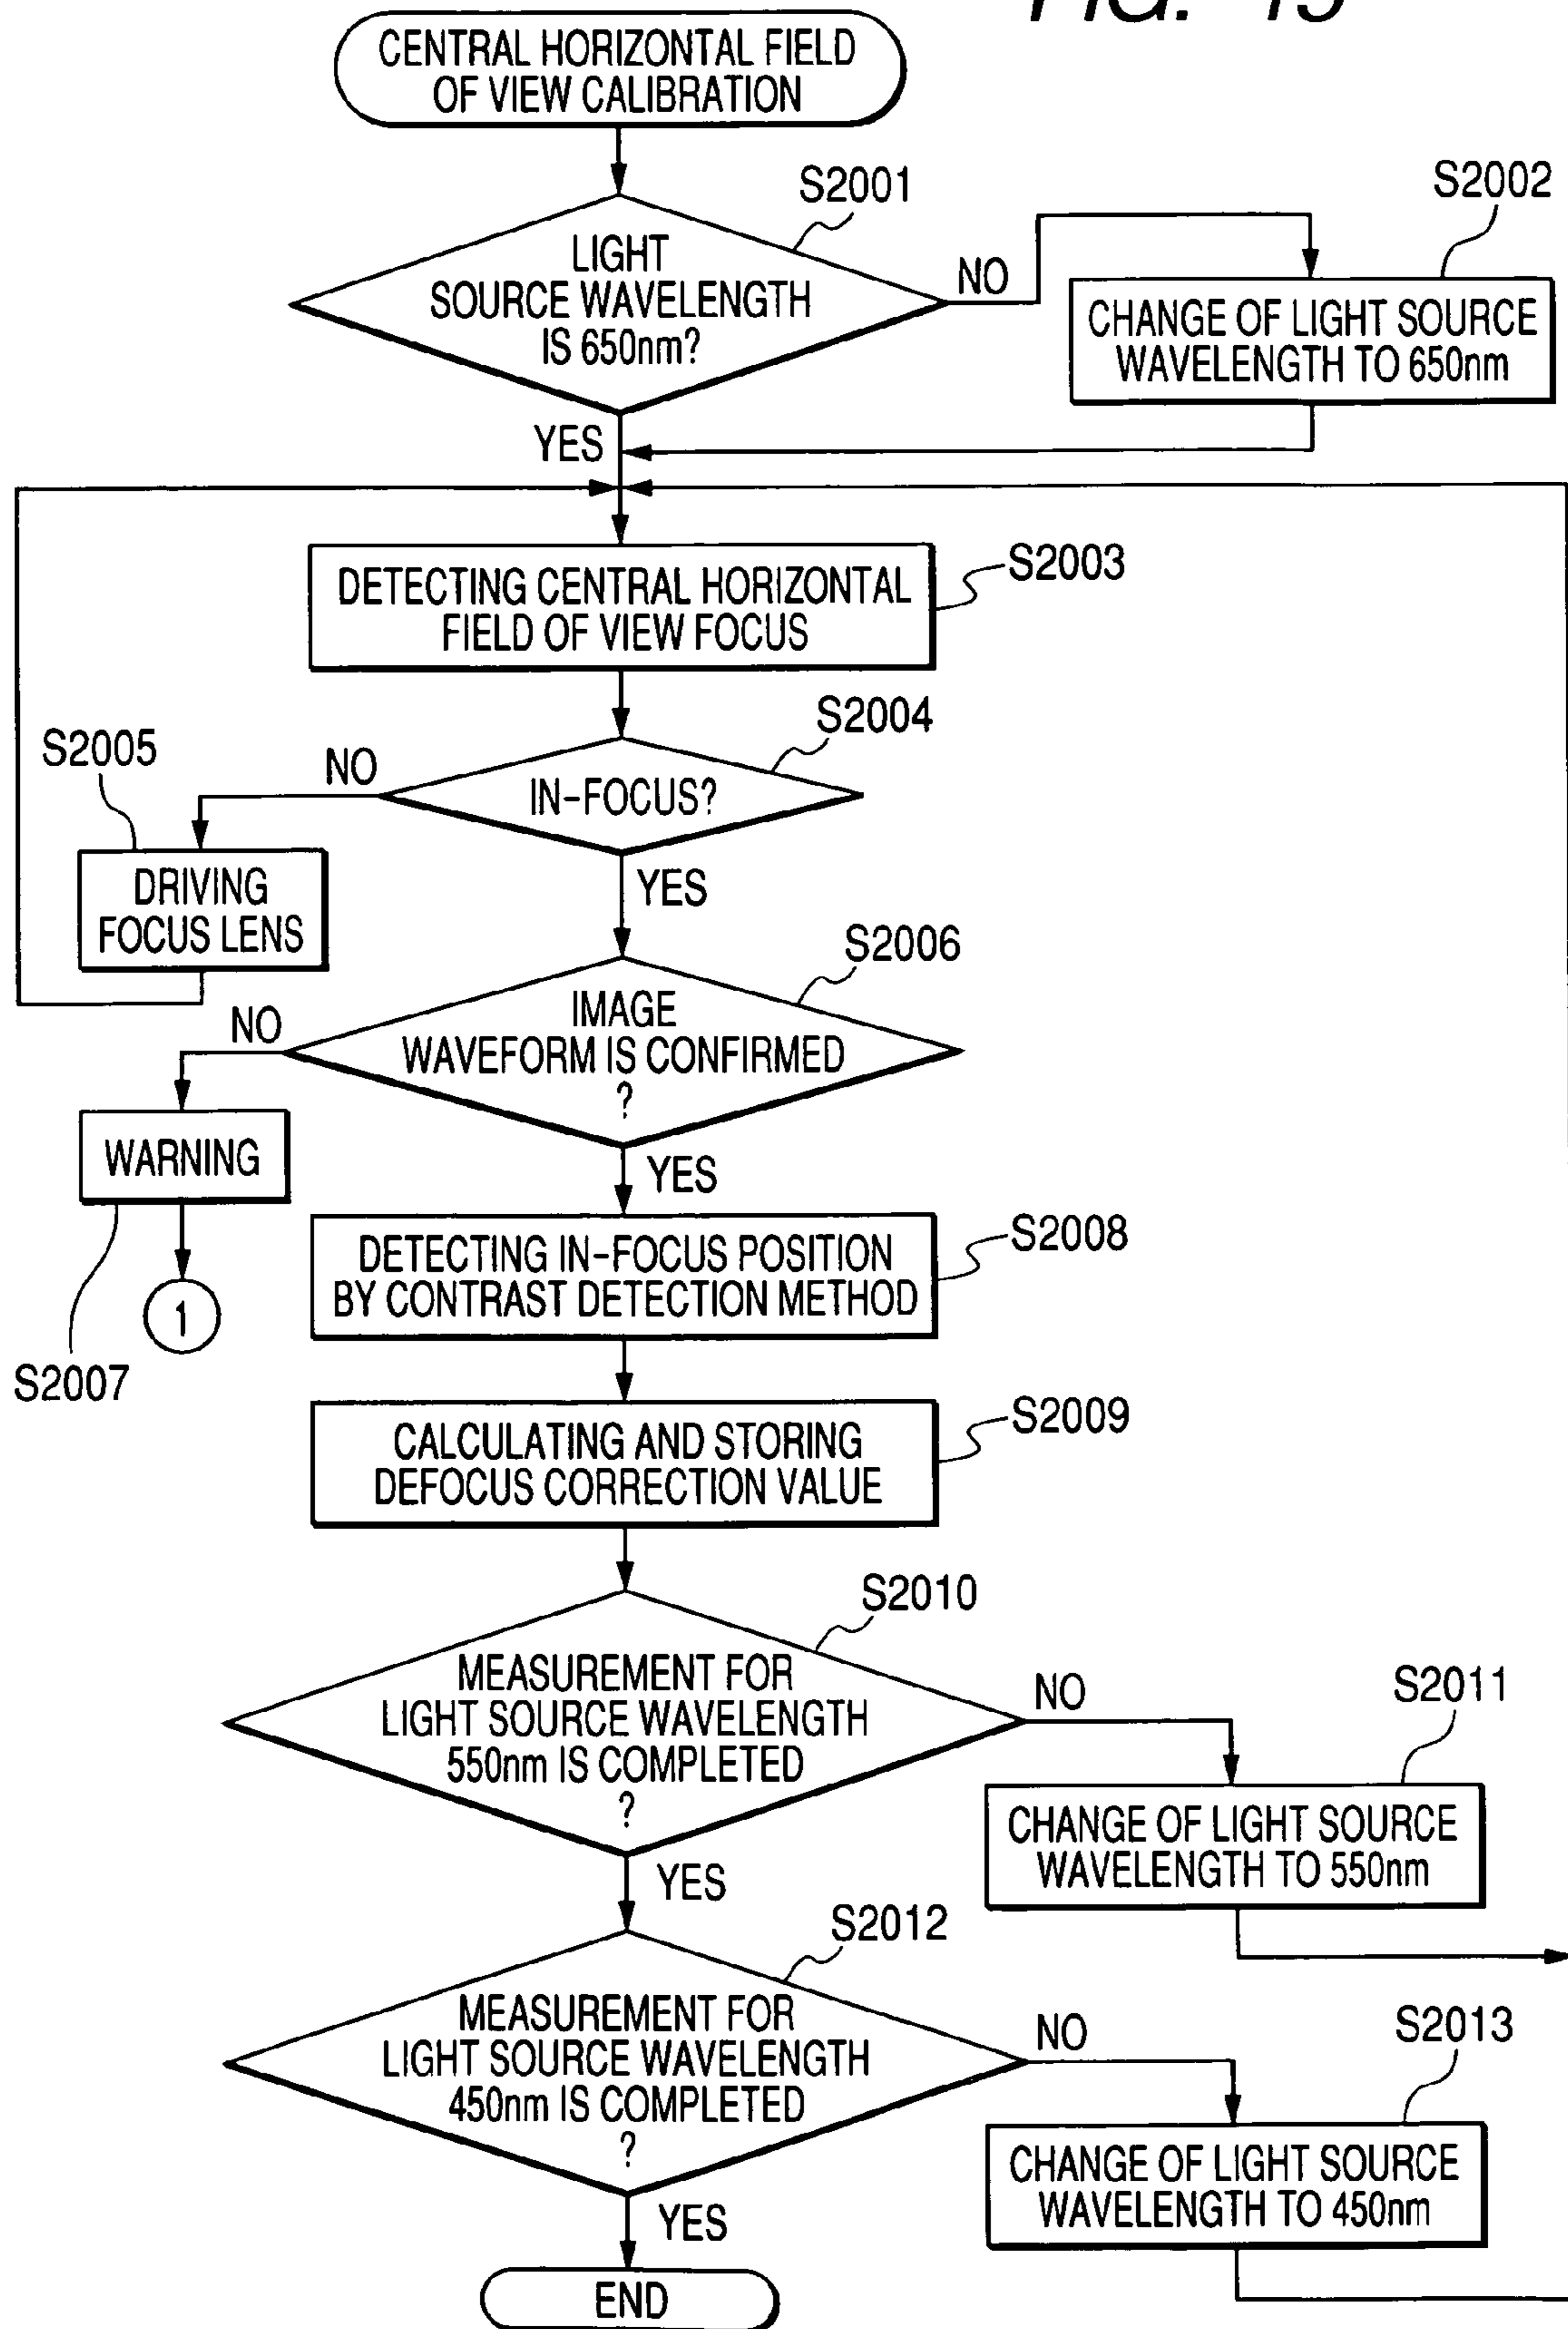 CENTRAL HORIZONTAL FIELD
OF VIEW CALIBRATION
S2001
S2002
LIGHT
SOURCE WAVELENGTH
IS 650nm?
NO
CHANGE OF LIGHT SOURCE
WAVELENGTH TO 650nm
YES
DETECTING CENTRAL HORIZONTAL
FIELD OF VIEW FOCUS
S2003
S2004
S2005
NO
IN-FOCUS?
DRIVING
FOCUS LENS
YES
S2006
NO
IMAGE
WAVEFORM IS CONFIRMED
?
WARNING
YES
1
S2007
DETECTING IN-FOCUS POSITION
BY CONTRAST DETECTION METHOD
S2008
CALCULATING AND STORING
DEFOCUS CORRECTION VALUE
S2009
S2010
MEASUREMENT FOR
LIGHT SOURCE WAVELENGTH
550nm IS COMPLETED
?
NO
S2011
CHANGE OF LIGHT SOURCE
WAVELENGTH TO 550nm
YES
S2012
MEASUREMENT FOR
LIGHT SOURCE WAVELENGTH
450nm IS COMPLETED
?
NO
S2013
CHANGE OF LIGHT SOURCE
WAVELENGTH TO 450nm
YES
END